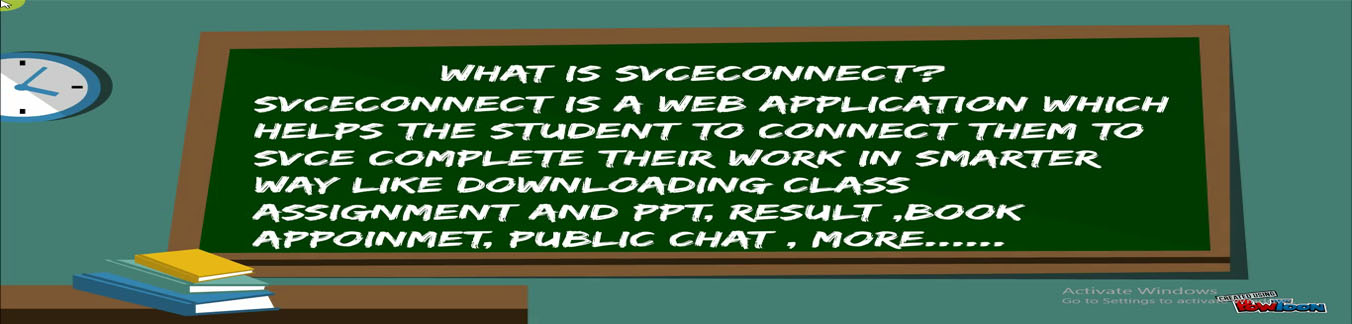 WHAT IS SVCECONNECT?
SVCECONNECT IS A WEB APPLICATION WHICH
HELPS THE STUDENT TO CONNECT THEM TO
SVCE COMPLETE THEIR WORK IN SMARTER
WAY LIKE DOWNLOADING CLASS
ASSIGNMENT AND PPT, RESULT ,BOOK
APPOINMET, PUBLIC CHAT , MORE......
Activate Windows
Go to Settings to activa
CREATED USING
POWTOON